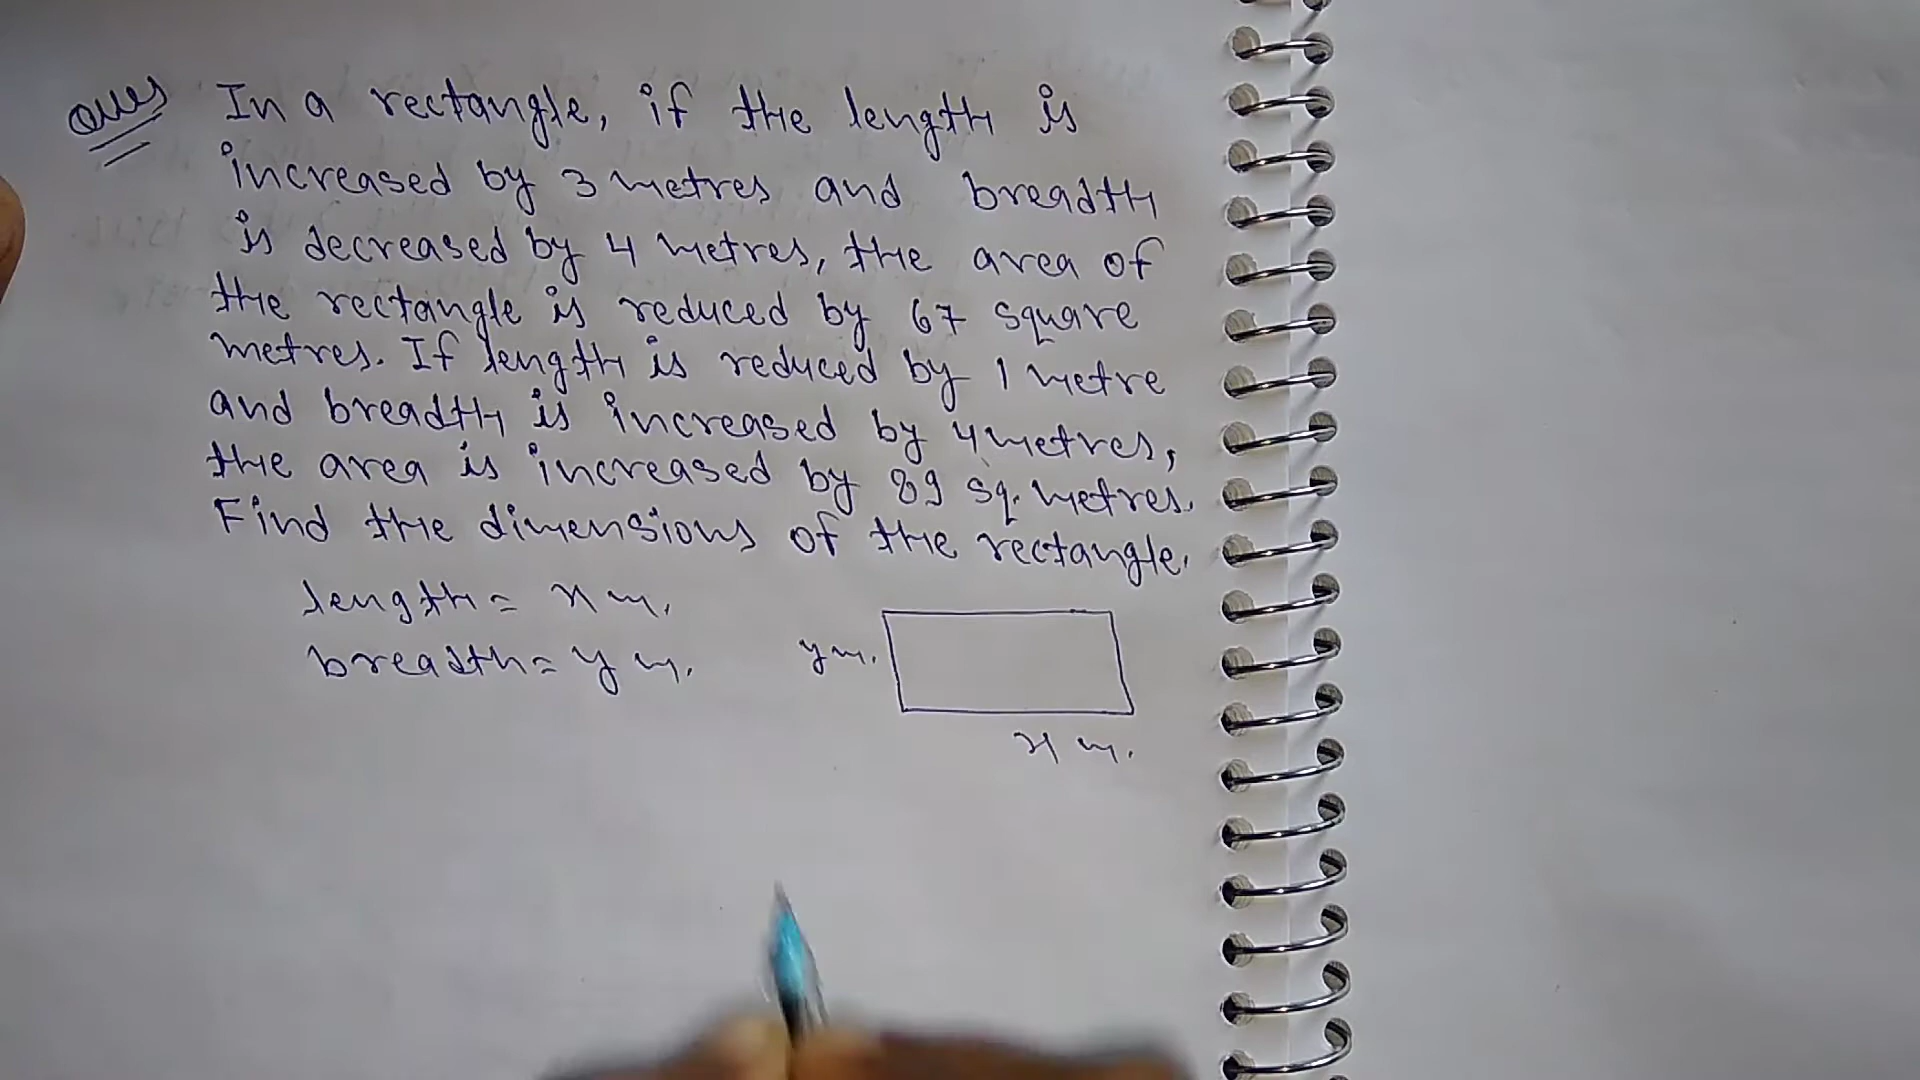 Ques In a rectangle, if the length is
increased by 3 metres and breadth
is decreased by 4 metres, the area of
the rectangle is reduced by 67 square
metres. If length is reduced by 1 metre
and breadth is increased by 4 metres,
the area is increased by 89 sq. metres.
Find the dimensions of the rectangle.
length = x m.
breadth = y m.
y m.
x m.